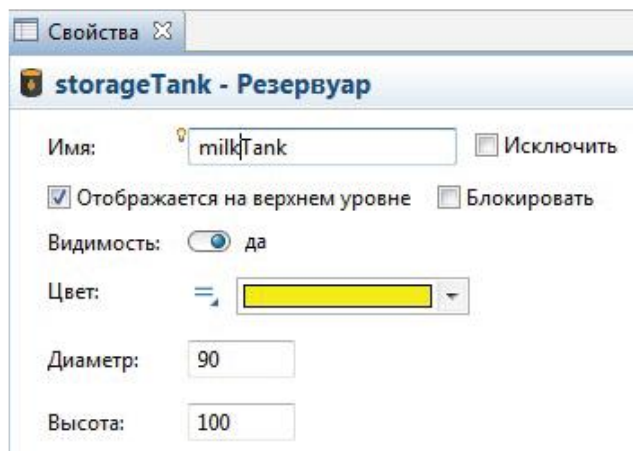 Свойства
storageTank - Резервуар
Имя: milkTank Исключить
Отображается на верхнем уровне Блокировать
Видимость: да
Цвет:
Диаметр: 90
Высота: 100